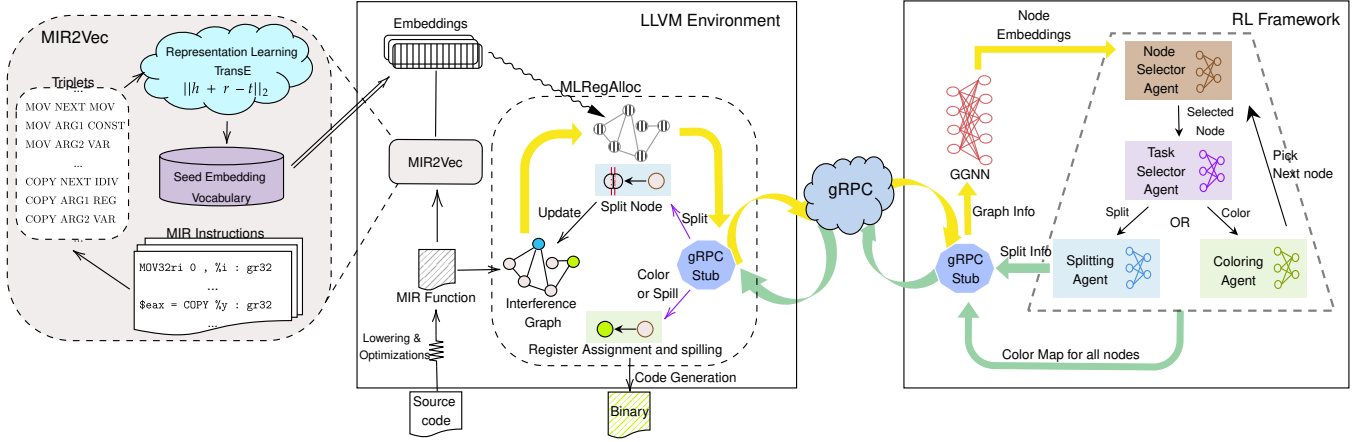 MIR2Vec
Representation Learning
TransE
||h + r − t||₂
Triplets
...
MOV NEXT MOV
MOV ARG1 CONST
MOV ARG2 VAR
...
COPY NEXT IDIV
COPY ARG1 REG
COPY ARG2 VAR
...
Seed Embedding
Vocabulary
MIR Instructions
MOV32ri 0 , %i : gr32
...
$eax = COPY %y : gr32
...
LLVM Environment
Embeddings
MIR2Vec
MIR Function
Lowering &
Optimizations
Source
code
MLRegAlloc
Split Node
Update
Interference
Graph
Split
gRPC
Stub
Color
or Spill
Register Assignment and spilling
Code Generation
Binary
gRPC
RL Framework
Node
Embeddings
GGNN
Graph Info
gRPC
Stub
Split Info
Color Map for all nodes
Node
Selector
Agent
Selected
Node
Task
Selector
Agent
Pick
Next node
Split
OR
Color
Splitting
Agent
Coloring
Agent